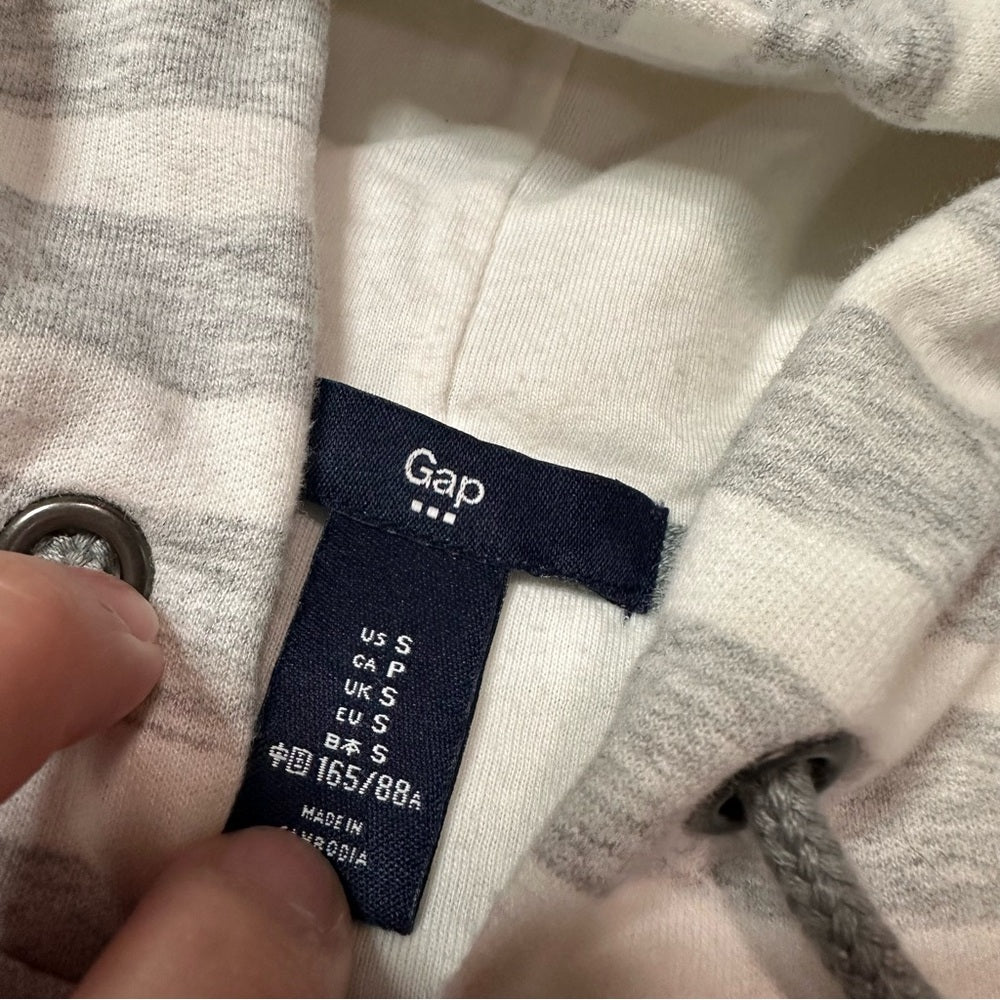 Gap
US S
CA P
UK S
EU S
日本 S
中国 165/88A
MADE IN
CAMBODIA